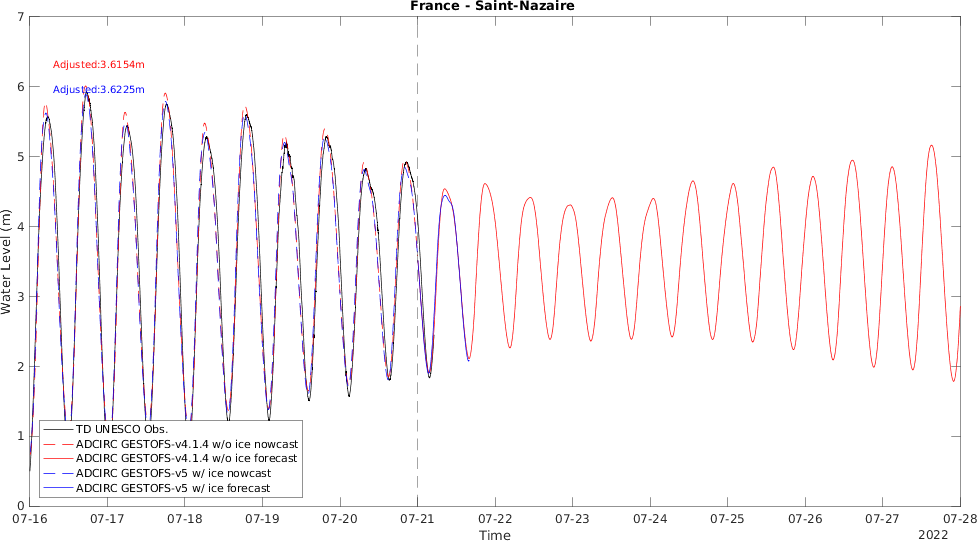 France - Saint-Nazaire
7
6
5
4
3
2
1
0
Water Level (m)
Adjusted:3.6154m
Adjusted:3.6225m
TD UNESCO Obs.
ADCIRC GESTOFS-v4.1.4 w/o ice nowcast
ADCIRC GESTOFS-v4.1.4 w/o ice forecast
ADCIRC GESTOFS-v5 w/ ice nowcast
ADCIRC GESTOFS-v5 w/ ice forecast
07-16 07-17 07-18 07-19 07-20 07-21 07-22 07-23 07-24 07-25 07-26 07-27 07-28
Time
2022